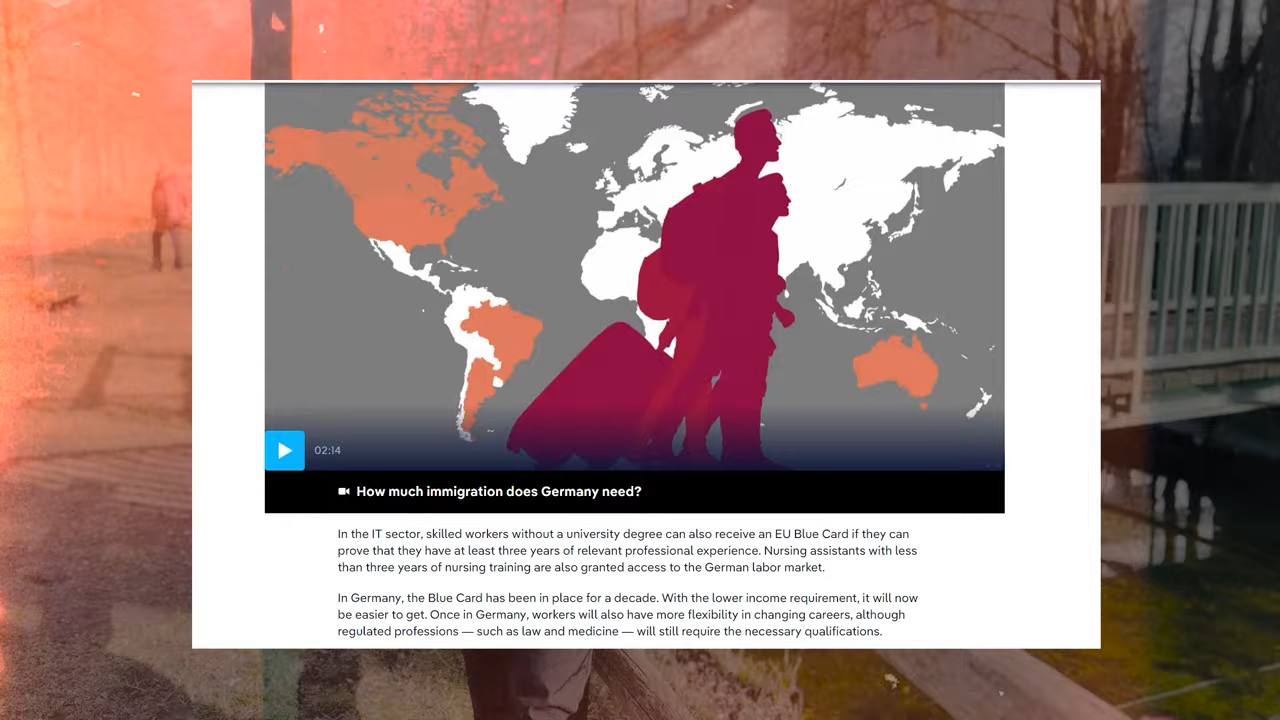 02:14
How much immigration does Germany need?
In the IT sector, skilled workers without a university degree can also receive an EU Blue Card if they can
prove that they have at least three years of relevant professional experience. Nursing assistants with less
than three years of nursing training are also granted access to the German labor market.
In Germany, the Blue Card has been in place for a decade. With the lower income requirement, it will now
be easier to get. Once in Germany, workers will also have more flexibility in changing careers, although
regulated professions — such as law and medicine — will still require the necessary qualifications.